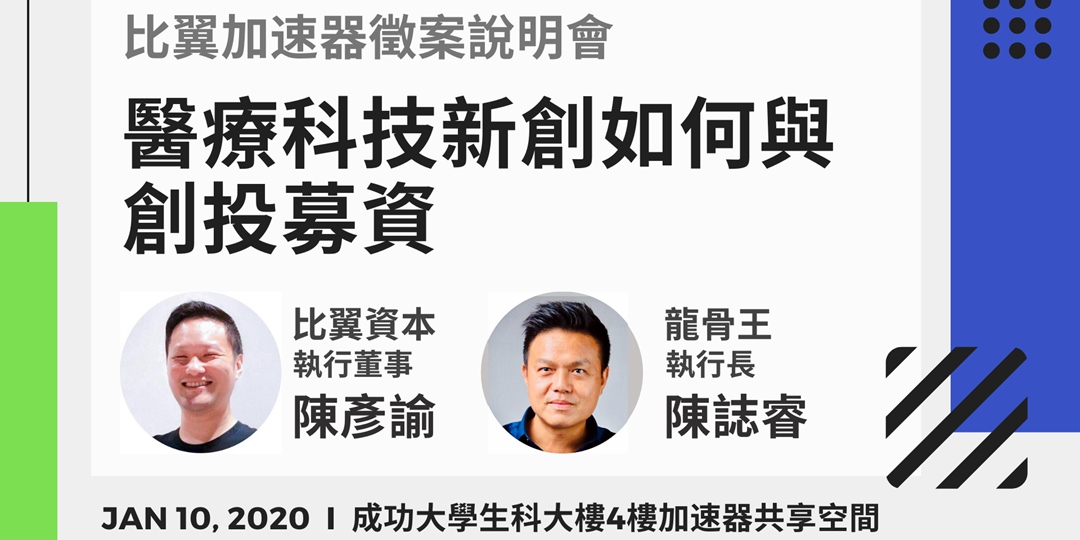 比翼加速器徵案說明會
醫療科技新創如何與
創投募資
比翼資本
執行董事
陳彥諭
龍骨王
執行長
陳誌睿
JAN 10, 2020 I 成功大學生科大樓4樓加速器共享空間